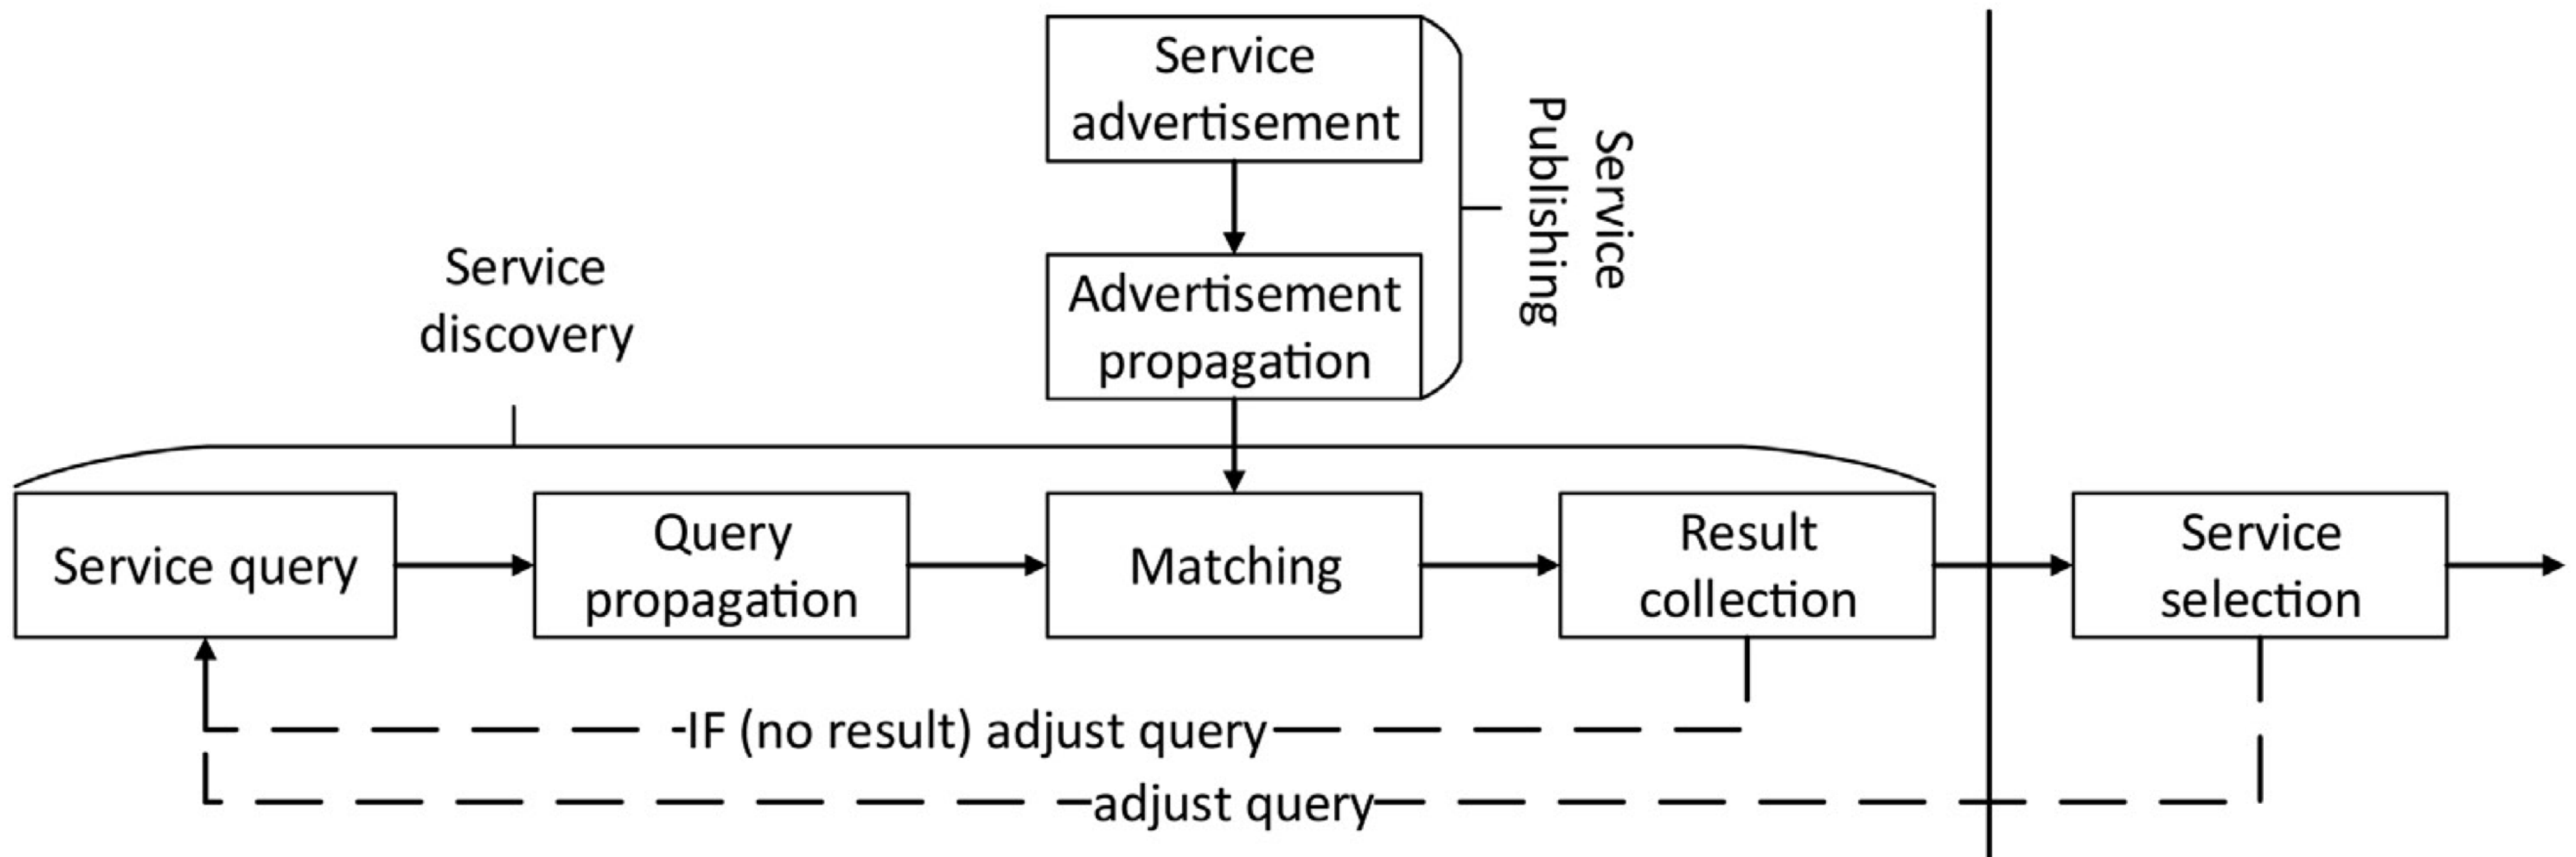 Service
advertisement
Service
Publishing
Advertisement
propagation
Service
discovery
Service query
Query
propagation
Matching
Result
collection
Service
selection
IF (no result) adjust query
adjust query